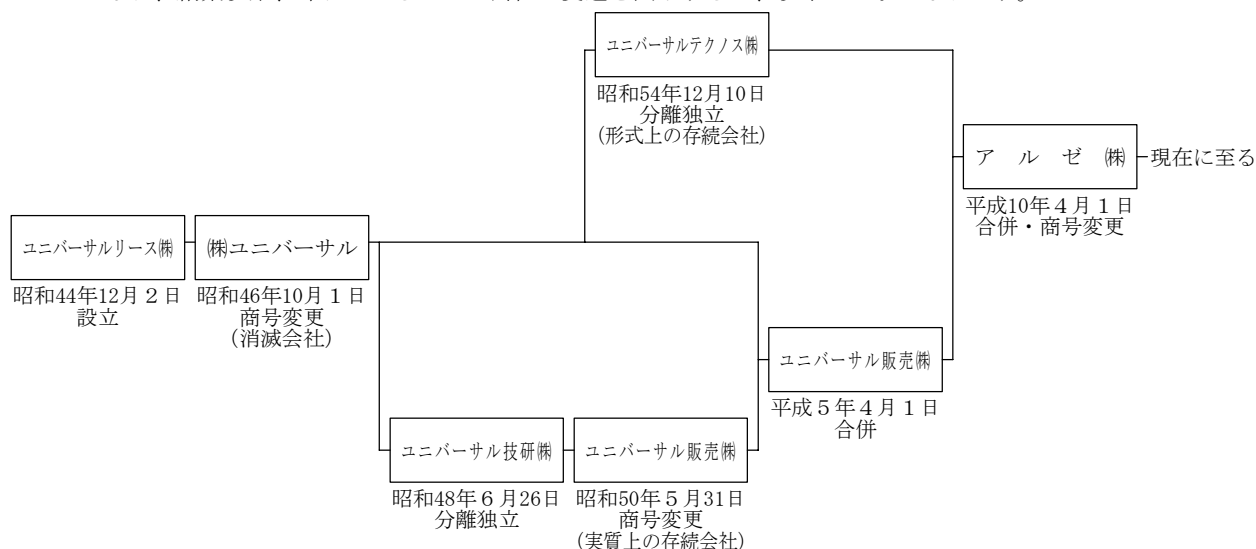 ユニバーサルテクノス㈱
昭和54年12月10日
分離独立
(形式上の存続会社)
アルゼ㈱
現在に至る
平成10年4月1日
合併・商号変更
ユニバーサルリース㈱
昭和44年12月2日
設立
㈱ユニバーサル
昭和46年10月1日
商号変更
(消滅会社)
ユニバーサル販売㈱
平成5年4月1日
合併
ユニバーサル技研㈱
昭和48年6月26日
分離独立
ユニバーサル販売㈱
昭和50年5月31日
商号変更
(実質上の存続会社)